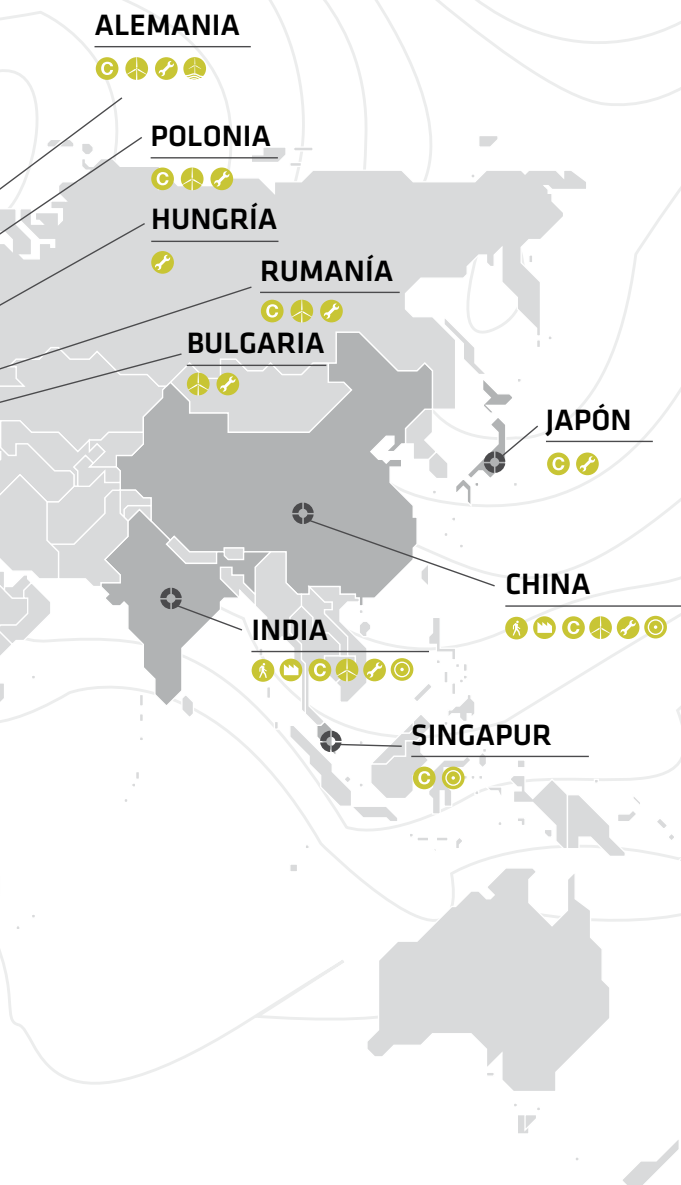 ALEMANIA
C
POLONIA
C
HUNGRÍA
RUMANÍA
C
BULGARIA
JAPÓN
C
CHINA
C
INDIA
C
SINGAPUR
C